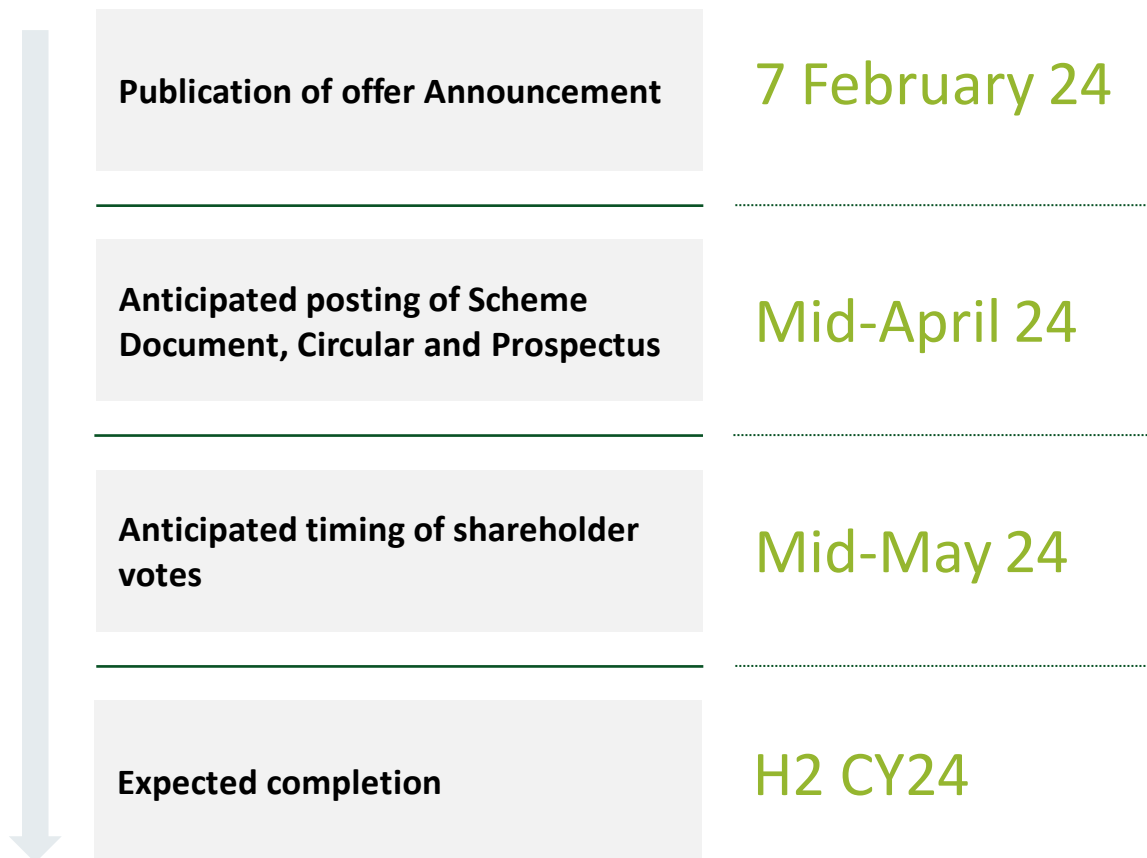 Publication of offer Announcement
7 February 24
Anticipated posting of Scheme
Document, Circular and Prospectus
Mid-April 24
Anticipated timing of shareholder
votes
Mid-May 24
Expected completion
H2 CY24